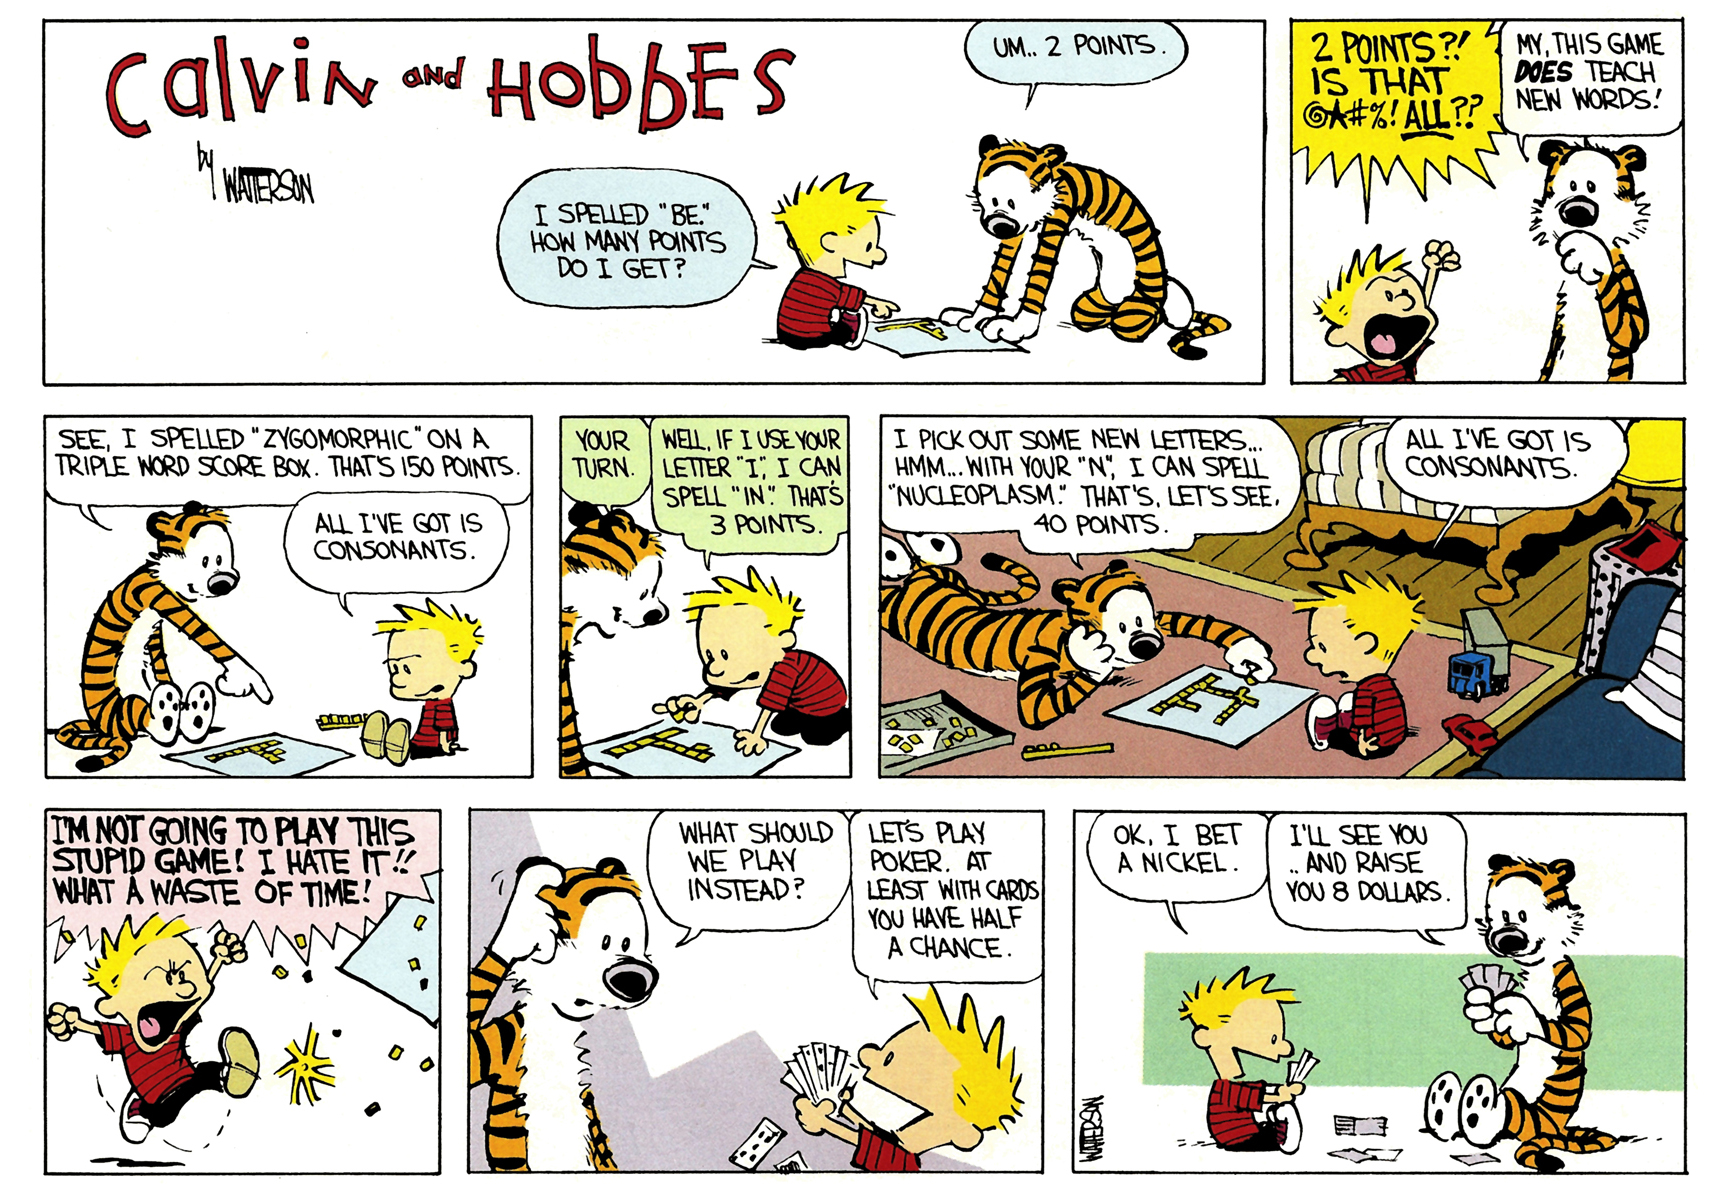 Calvin and Hobbes
by
WATTERSON
I SPELLED "BE."
HOW MANY POINTS
DO I GET?
UM.. 2 POINTS.
2 POINTS?!
IS THAT
@★#%! ALL??
MY, THIS GAME
DOES TEACH
NEW WORDS!
SEE, I SPELLED "ZYGOMORPHIC" ON A
TRIPLE WORD SCORE BOX. THAT'S 150 POINTS.
ALL I'VE GOT IS
CONSONANTS.
YOUR
TURN.
WELL, IF I USE YOUR
LETTER "I", I CAN
SPELL "IN." THAT'S
3 POINTS.
I PICK OUT SOME NEW LETTERS...
HMM... WITH YOUR "N", I CAN SPELL
"NUCLEOPLASM." THAT'S, LET'S SEE,
40 POINTS.
ALL I'VE GOT IS
CONSONANTS.
I'M NOT GOING TO PLAY THIS
STUPID GAME! I HATE IT!!
WHAT A WASTE OF TIME!
WHAT SHOULD
WE PLAY
INSTEAD?
LET'S PLAY
POKER. AT
LEAST WITH CARDS
YOU HAVE HALF
A CHANCE.
OK, I BET
A NICKEL.
I'LL SEE YOU
..AND RAISE
YOU 8 DOLLARS.
WATTERSON